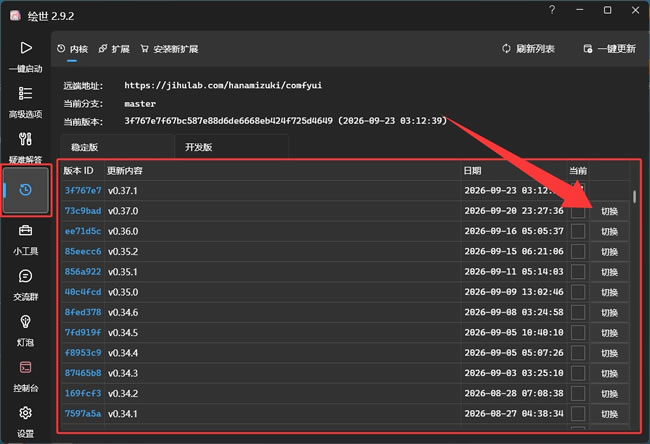 绘世 2.9.2
一键启动
高级选项
疑难解答
小工具
交流群
灯泡
控制台
设置
内核 扩展 安装新扩展 刷新列表 一键更新
远端地址: https://jihulab.com/hanamizuki/comfyui
当前分支: master
当前版本: 3f767e7f67bc587e88d6de6668eb424f725d4649 (2026-09-23 03:12:39)
稳定版 开发版
版本 ID 更新内容 日期 当前
3f767e7 v0.37.1 2026-09-23 03:12
73c9bad v0.37.0 2026-09-20 23:27:36 切换
ee71d5c v0.36.0 2026-09-16 05:05:37 切换
85eecc6 v0.35.2 2026-09-15 06:21:06 切换
856a922 v0.35.1 2026-09-11 05:14:03 切换
40c4fcd v0.35.0 2026-09-09 13:02:46 切换
8fed378 v0.34.6 2026-09-08 03:24:58 切换
7fd919f v0.34.5 2026-09-05 10:40:10 切换
f8953c9 v0.34.4 2026-09-05 05:07:26 切换
87465b8 v0.34.3 2026-09-03 03:25:10 切换
169fcf3 v0.34.2 2026-08-28 07:08:38 切换
7597a5a v0.34.1 2026-08-27 04:38:34 切换